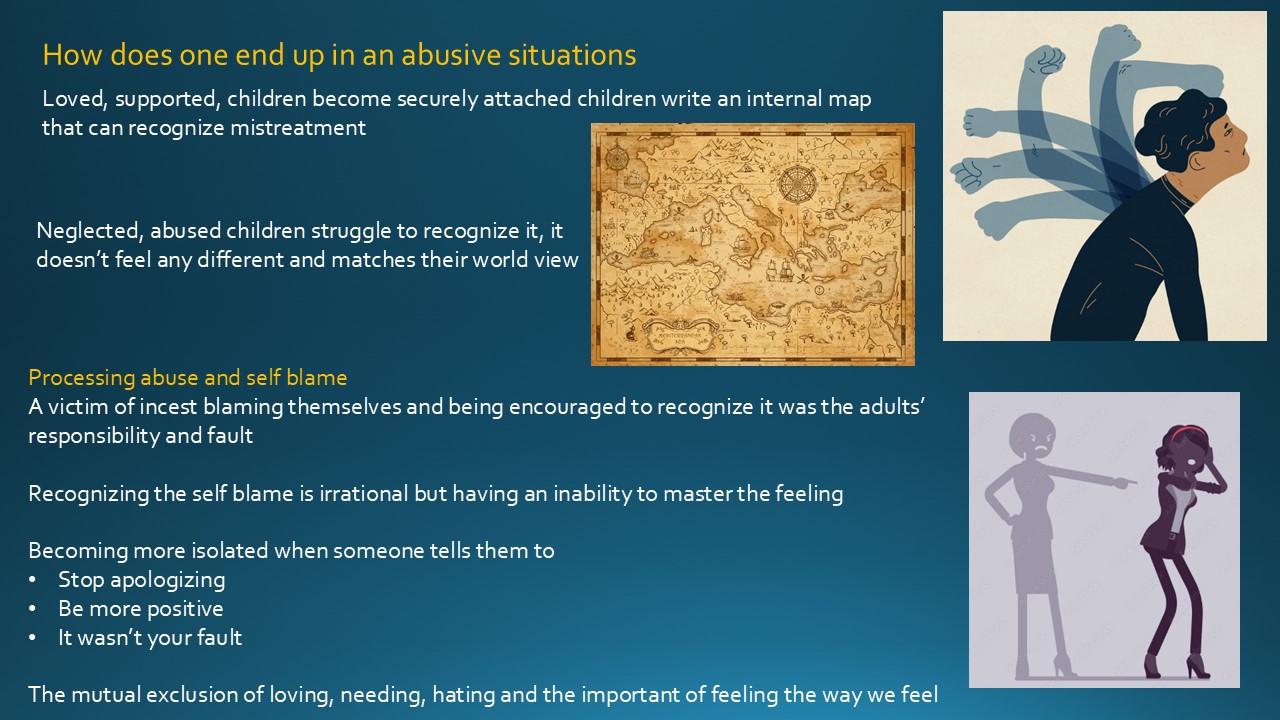 How does one end up in an abusive situations
Loved, supported, children become securely attached children write an internal map
that can recognize mistreatment
Neglected, abused children struggle to recognize it, it
doesn’t feel any different and matches their world view
MEDITERRANEAN
SEA
Processing abuse and self blame
A victim of incest blaming themselves and being encouraged to recognize it was the adults’
responsibility and fault
Recognizing the self blame is irrational but having an inability to master the feeling
Becoming more isolated when someone tells them to
• Stop apologizing
• Be more positive
• It wasn’t your fault
The mutual exclusion of loving, needing, hating and the important of feeling the way we feel